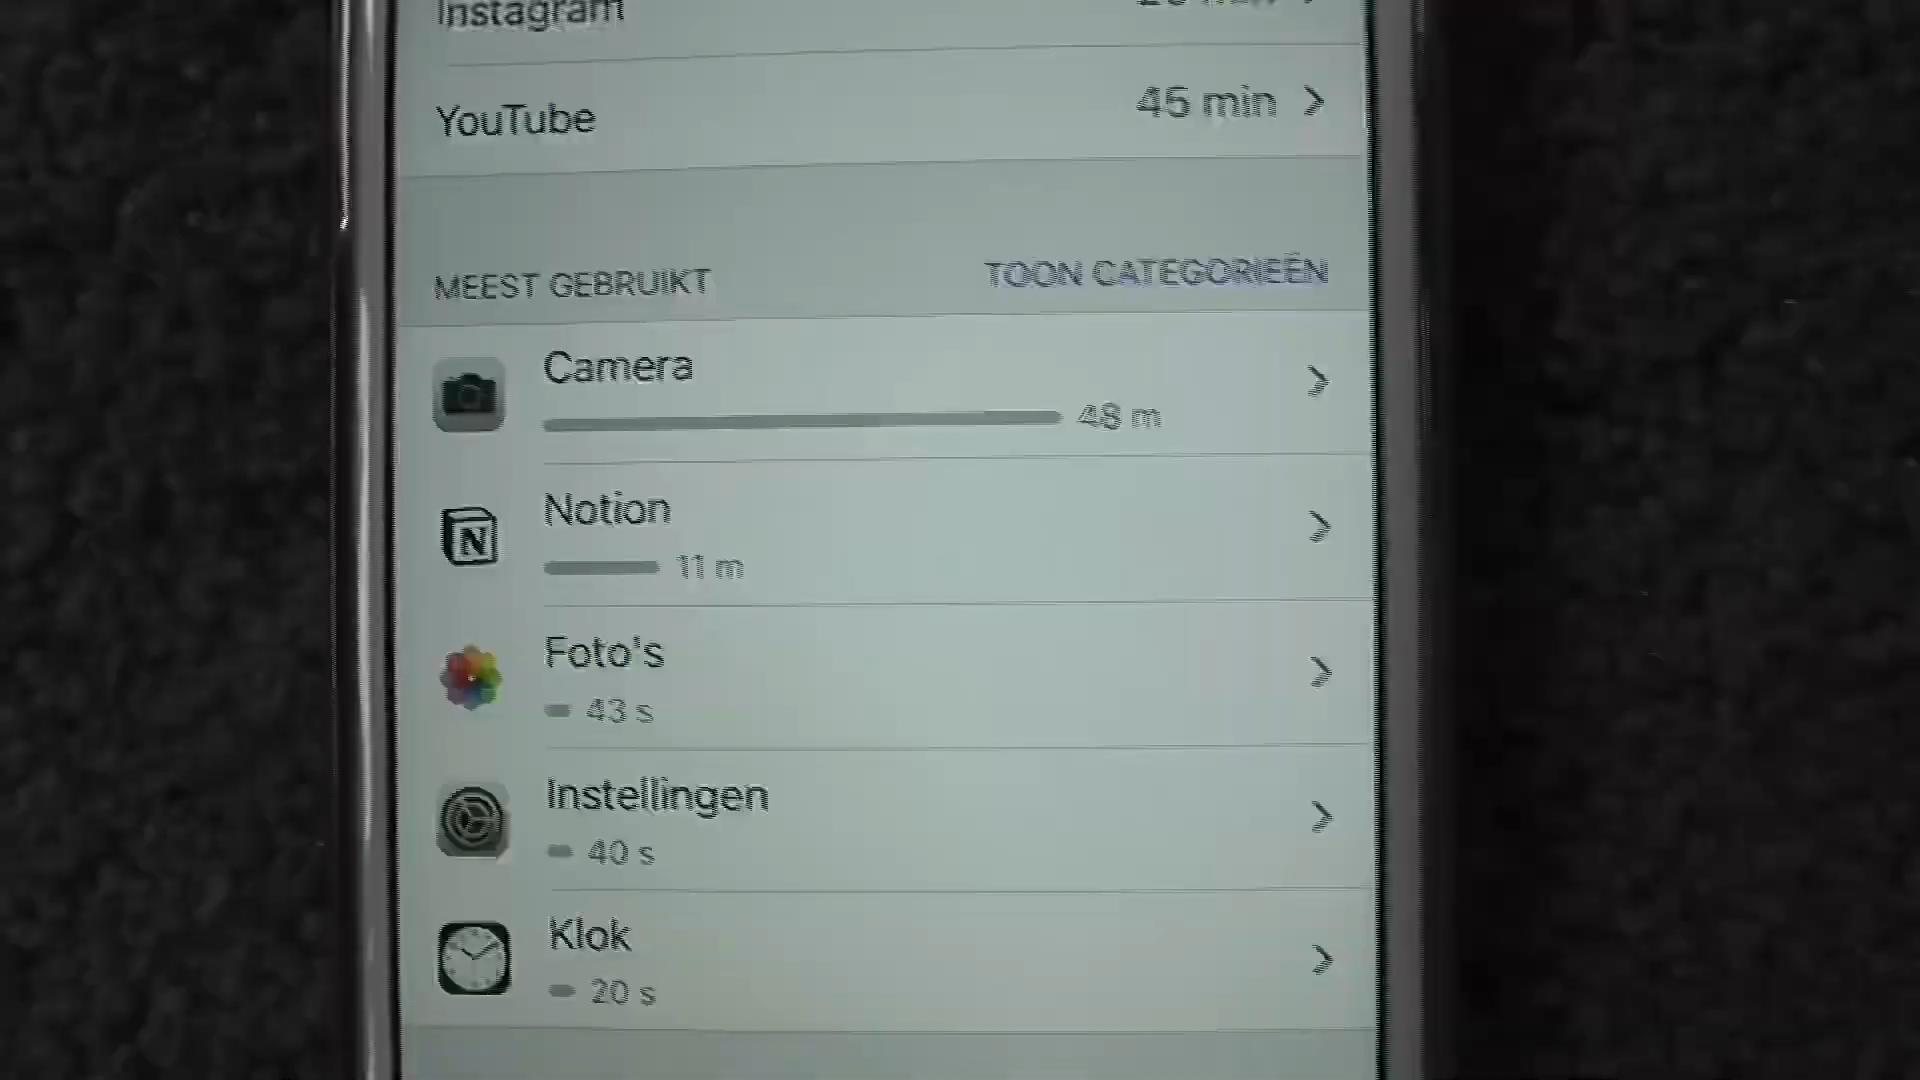 Instagram
YouTube 45 min
MEEST GEBRUIKT TOON CATEGORIEËN
Camera
48 m
Notion
11 m
Foto's
43 s
Instellingen
40 s
Klok
20 s